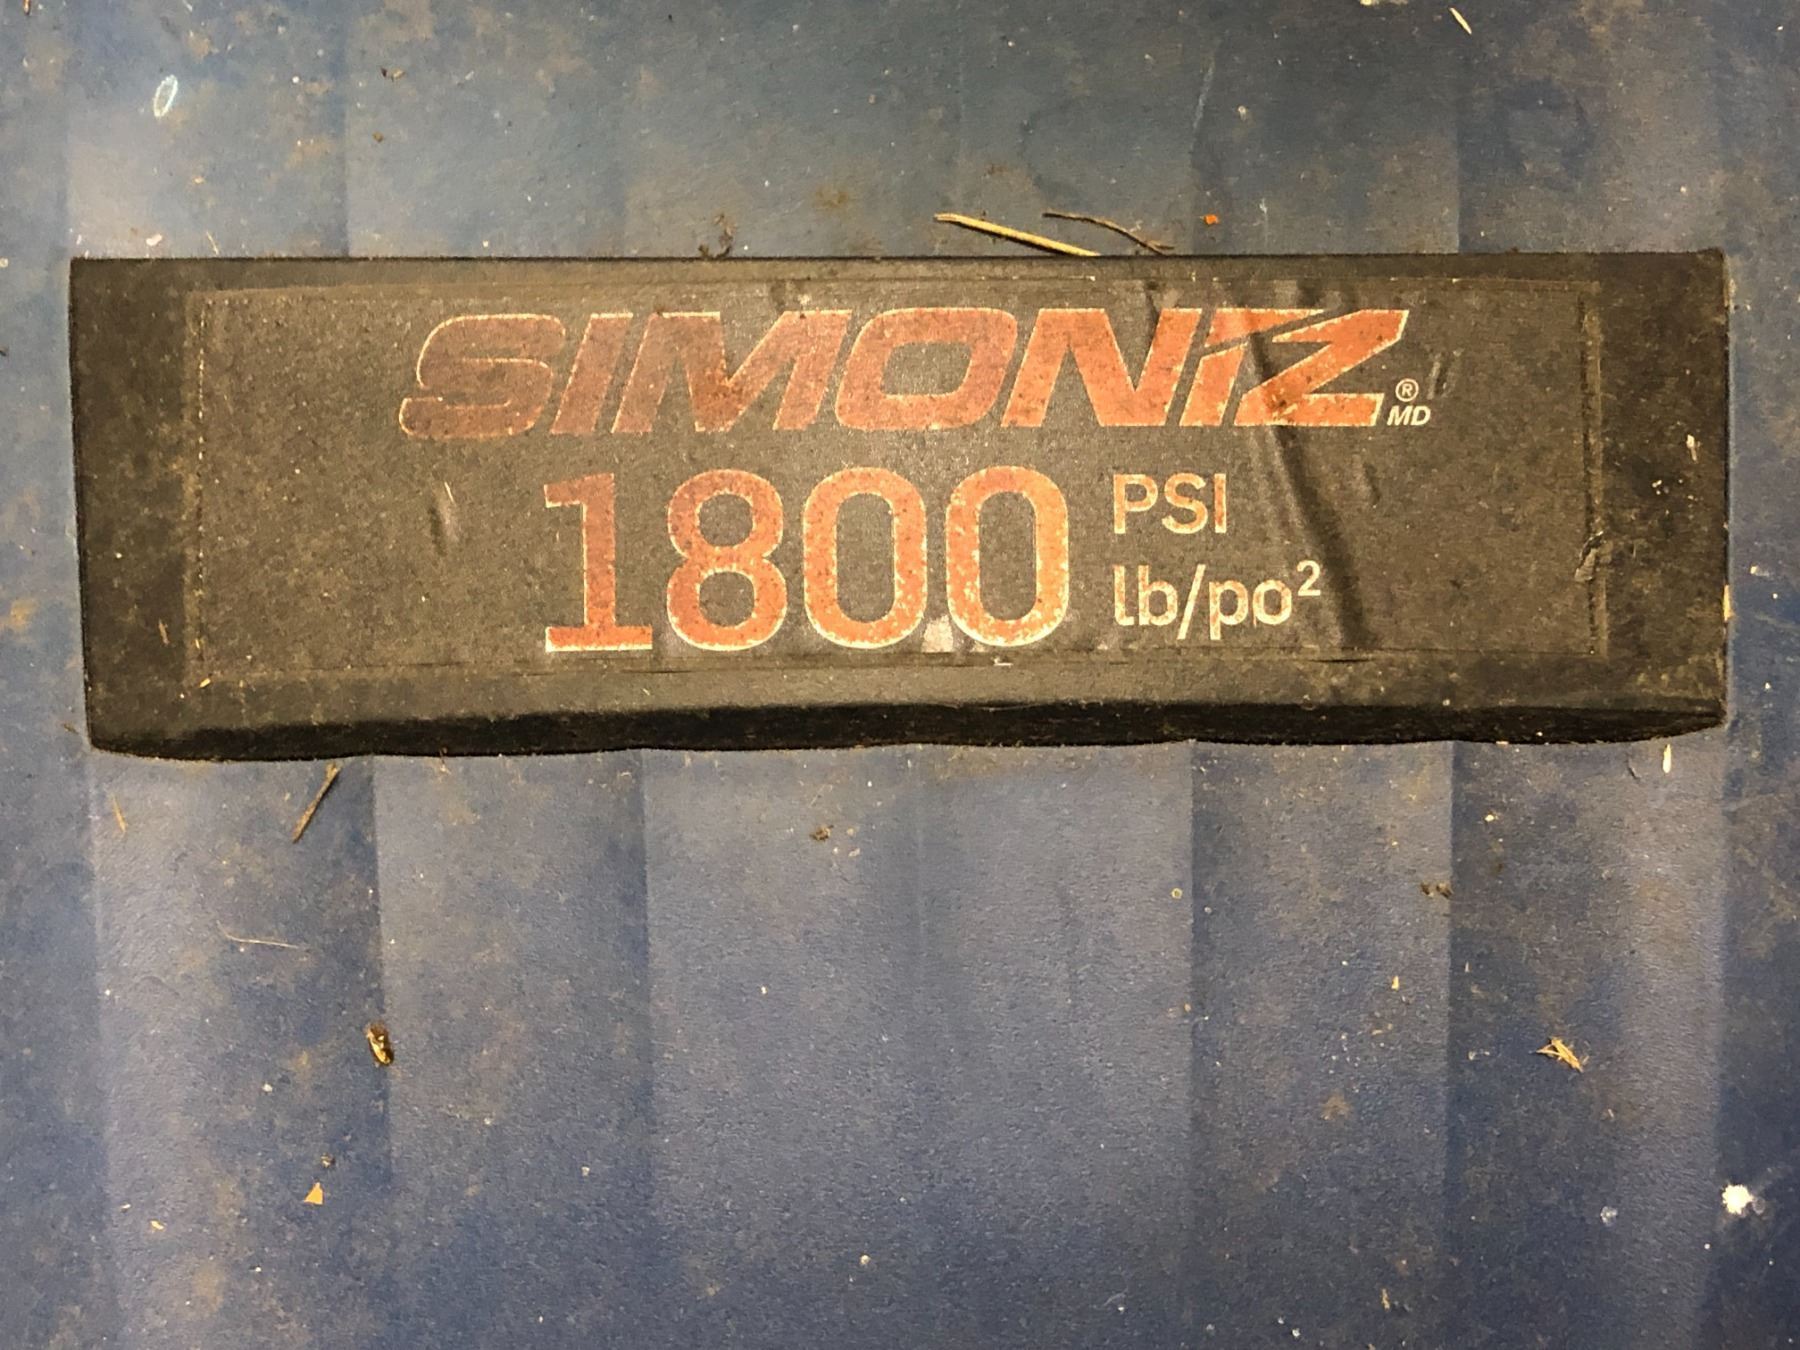 SIMONIZ® MD
1800 PSI
lb/po²